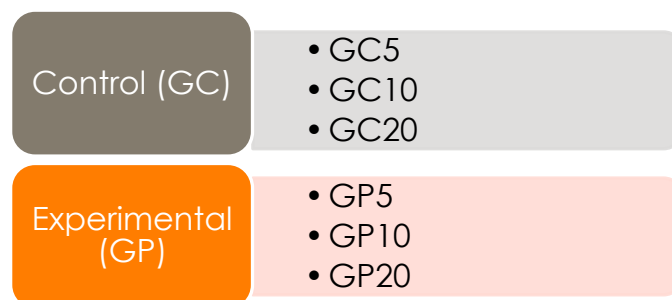 Control (GC)
• GC5
• GC10
• GC20
Experimental
(GP)
• GP5
• GP10
• GP20